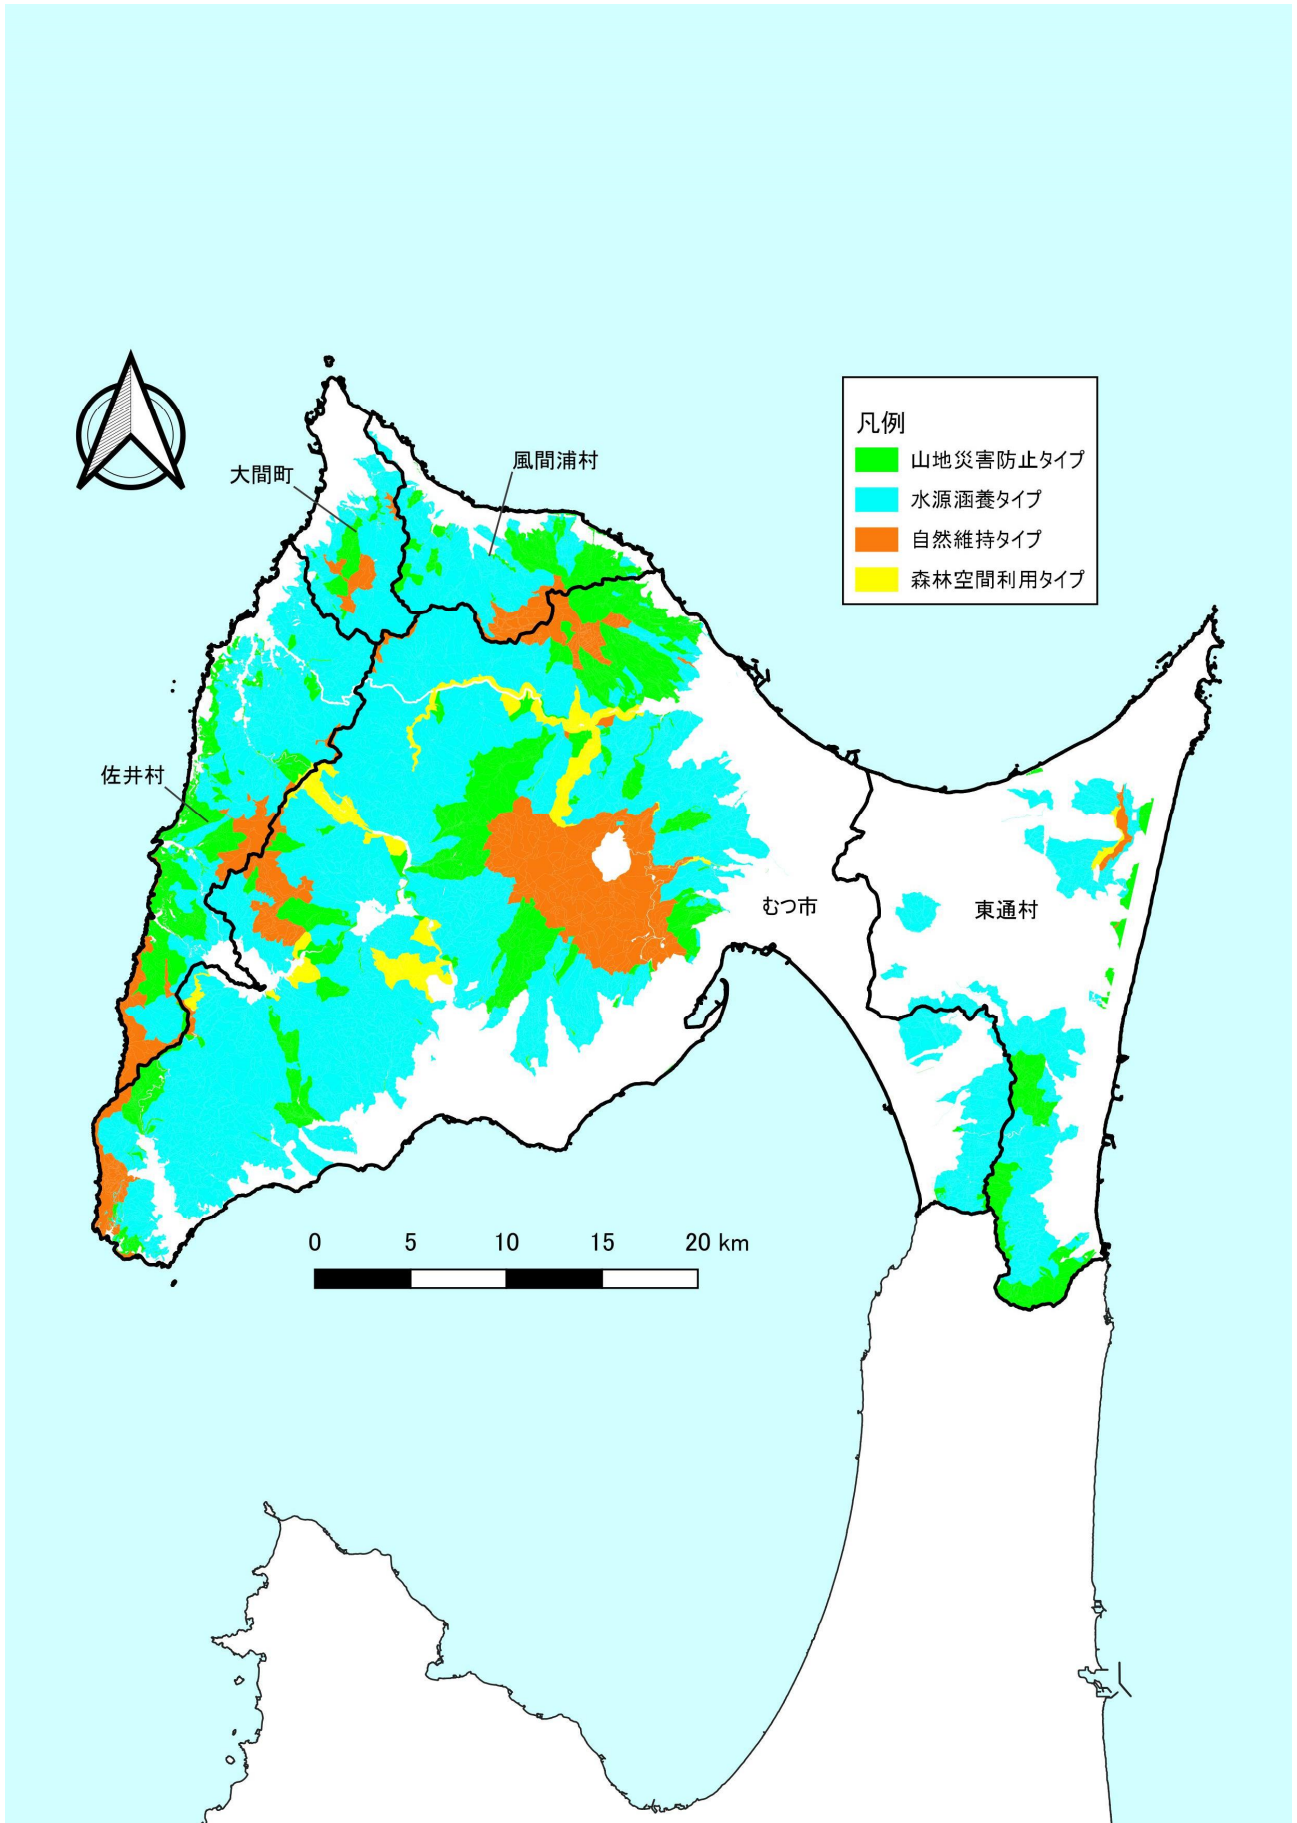 凡例
山地災害防止タイプ
水源涵養タイプ
自然維持タイプ
森林空間利用タイプ
風間浦村
大間町
佐井村
むつ市
東通村
0 5 10 15 20 km